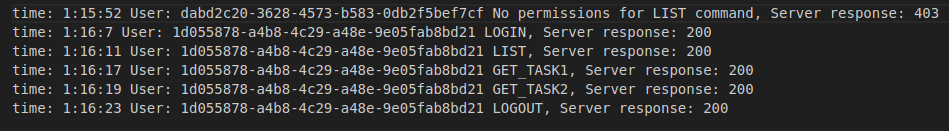 time: 1:15:52 User: dabd2c20-3628-4573-b583-0db2f5bef7cf No permissions for LIST command, Server response: 403
time: 1:16:7 User: 1d055878-a4b8-4c29-a48e-9e05fab8bd21 LOGIN, Server response: 200
time: 1:16:11 User: 1d055878-a4b8-4c29-a48e-9e05fab8bd21 LIST, Server response: 200
time: 1:16:17 User: 1d055878-a4b8-4c29-a48e-9e05fab8bd21 GET_TASK1, Server response: 200
time: 1:16:19 User: 1d055878-a4b8-4c29-a48e-9e05fab8bd21 GET_TASK2, Server response: 200
time: 1:16:23 User: 1d055878-a4b8-4c29-a48e-9e05fab8bd21 LOGOUT, Server response: 200